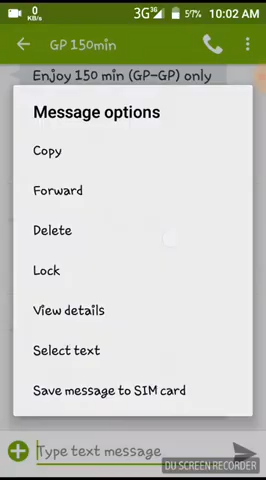 0
KB/s
3G 3G 57% 10:02 AM
GP 150min
Enjoy 150 min (GP-GP) only
Message options
Copy
Forward
Delete
Lock
View details
Select text
Save message to SIM card
Type text message
DU SCREEN RECORDER